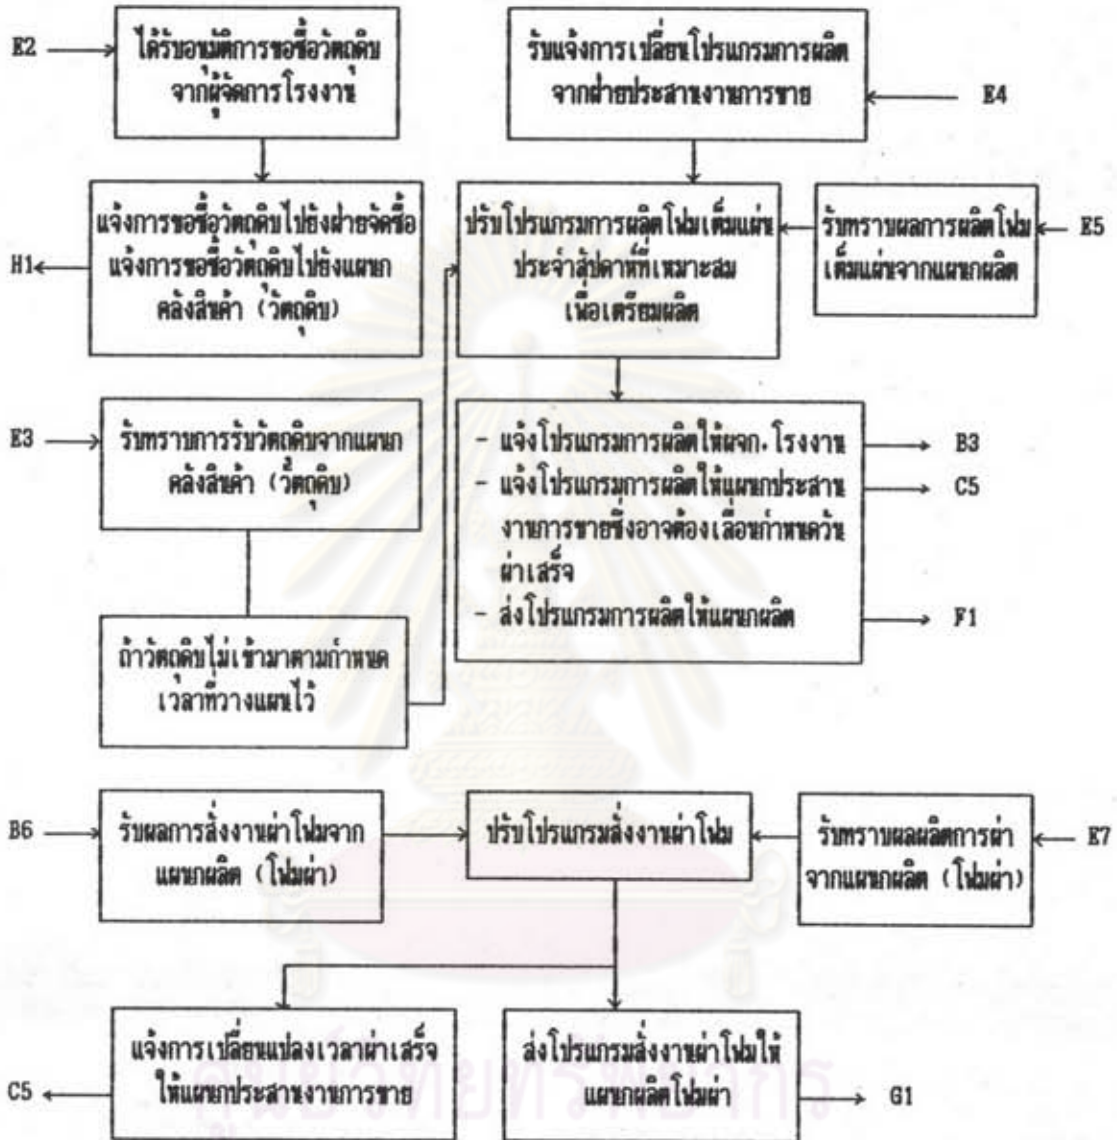 E2
ได้รับอนุมัติการขอซื้อวัตถุดิบ
จากผู้จัดการโรงงาน
รับแจ้งการเปลี่ยนโปรแกรมการผลิต
จากฝ่ายประสานงานการขาย
E4
แจ้งการขอซื้อวัตถุดิบไปยังฝ่ายจัดซื้อ
แจ้งการขอซื้อวัตถุดิบไปยังแผนก
คลังสินค้า (วัตถุดิบ)
H1
ปรับโปรแกรมการผลิตโฟมเต็มแผ่น
ประจำสัปดาห์ที่เหมาะสม
เพื่อเตรียมผลิต
รับทราบผลการผลิตโฟม
เต็มแผ่นจากแผนกผลิต
E5
E3
รับทราบการรับวัตถุดิบจากแผนก
คลังสินค้า (วัตถุดิบ)
- แจ้งโปรแกรมการผลิตให้ผจก.โรงงาน
B3
- แจ้งโปรแกรมการผลิตให้แผนกประสาน
C5
งานการขายซึ่งอาจต้องเลื่อนกำหนดวัน
ผ่าเสร็จ
- ส่งโปรแกรมการผลิตให้แผนกผลิต
F1
ถ้าวัตถุดิบไม่เข้ามาตามกำหนด
เวลาที่วางแผนไว้
B6
รับผลการสั่งงานผ่าโฟมจาก
แผนกผลิต (โฟมผ่า)
ปรับโปรแกรมสั่งงานผ่าโฟม
รับทราบผลผลิตการผ่า
จากแผนกผลิต (โฟมผ่า)
E7
แจ้งการเปลี่ยนแปลงเวลาผ่าเสร็จ
ให้แผนกประสานงานการขาย
C5
ส่งโปรแกรมสั่งงานผ่าโฟมให้
แผนกผลิตโฟมผ่า
G1
ศูนย์วิทยทรัพยากร